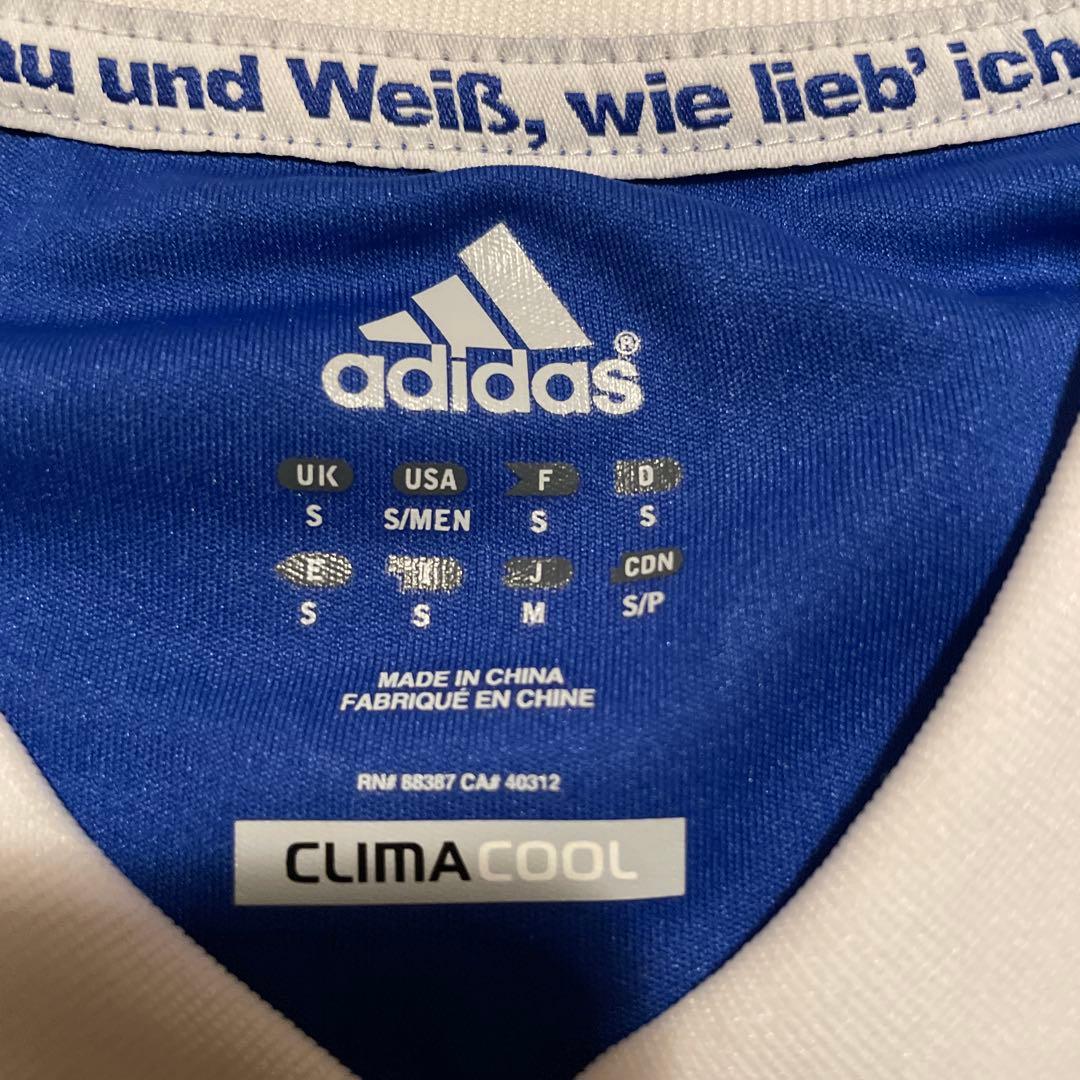 au und Weiß, wie lieb' ich
adidas®
UK USA F D
S S/MEN S S
E I J CDN
S S M S/P
MADE IN CHINA
FABRIQUÉ EN CHINE
RN# 88387 CA# 40312
CLIMACOOL